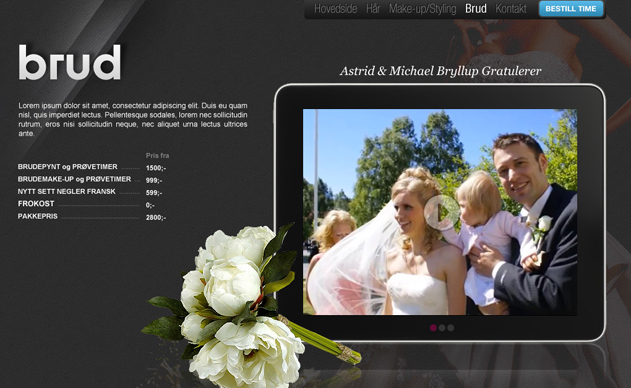 Hovedside Hår Make-up/Styling Brud Kontakt BESTILL TIME
brud
Astrid & Michael Bryllup Gratulerer
Lorem ipsum dolor sit amet, consectetur adipiscing elit. Duis eu quam
nisl, quis imperdiet lectus. Pellentesque sodales, lorem nec sollicitudin
rutrum, eros nisi sollicitudin neque, nec aliquet urna lectus ultrices
ante.
Pris fra
BRUDEPYNT og PRØVETIMER 1500;-
BRUDEMAKE-UP og PRØVETIMER 999;-
NYTT SETT NEGLER FRANSK 599;-
FROKOST 0;-
PAKKEPRIS 2800;-